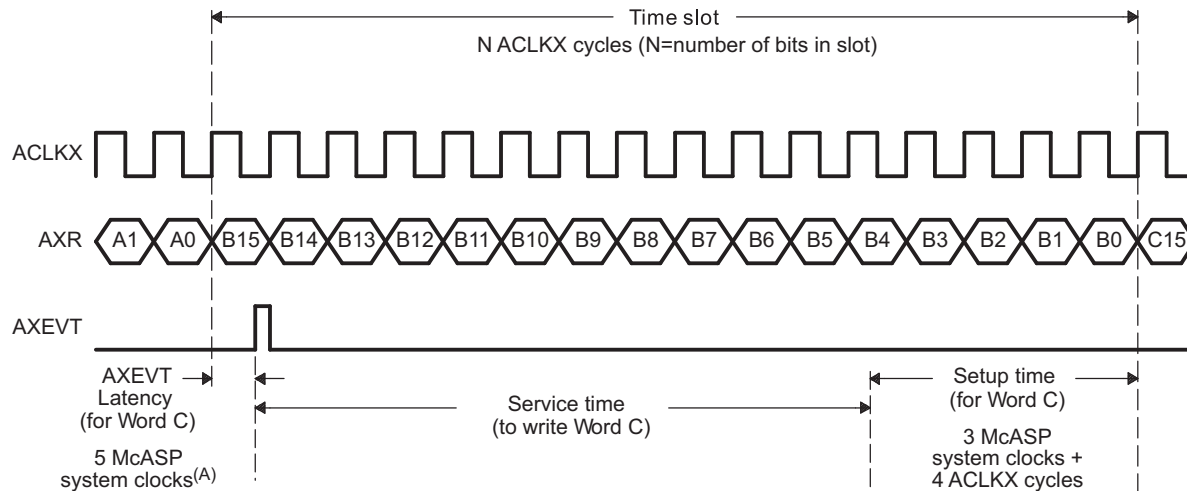 Time slot
N ACLKX cycles (N=number of bits in slot)
ACLKX
AXR
A1 A0 B15 B14 B13 B12 B11 B10 B9 B8 B7 B6 B5 B4 B3 B2 B1 B0 C15
AXEVT
AXEVT
Latency
(for Word C)
5 McASP
system clocks(A)
Service time
(to write Word C)
Setup time
(for Word C)
3 McASP
system clocks +
4 ACLKX cycles